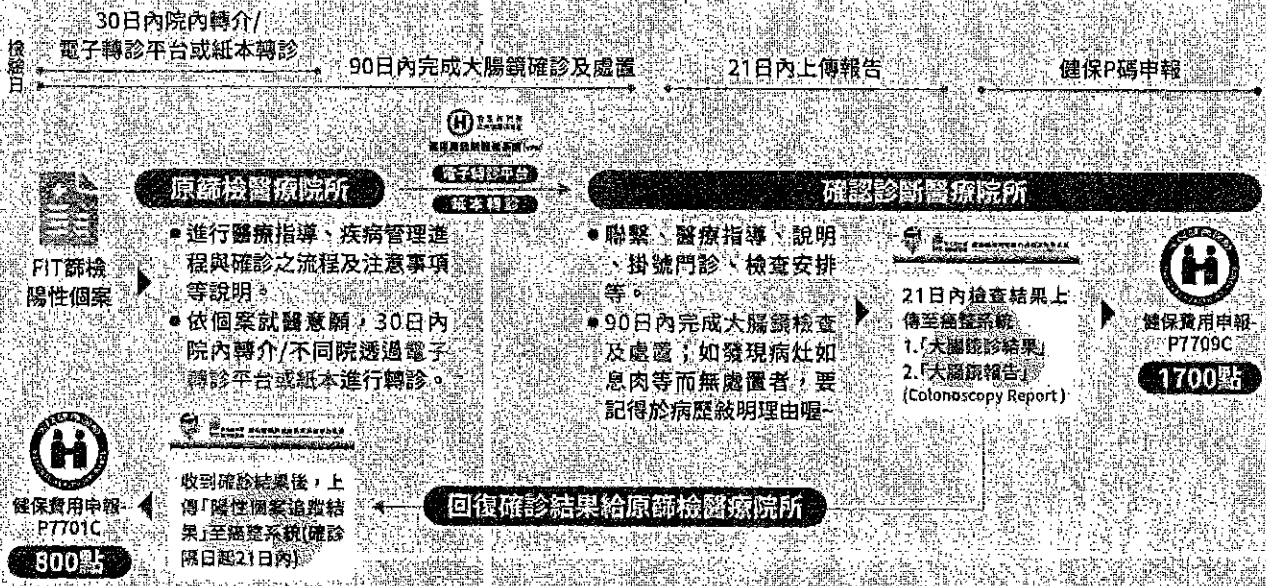 30日內院內轉介/
電子轉診平台或紙本轉診
檢驗日
90日內完成大腸鏡確診及處置
21日內上傳報告
健保P碼申報
電子轉診平台
紙本轉診
原篩檢醫療院所
確認診斷醫療院所
FIT篩檢
陽性個案
●進行醫療指導、疾病管理進
程與確診之流程及注意事項
等說明。
●依個案就醫意願,30日內
院內轉介/不同院透過電子
轉診平台或紙本進行轉診。
●聯繫、醫療指導、說明
、掛號門診、檢查安排
等。
●90日內完成大腸鏡檢查
及處置;如發現病灶如
息肉等而無處置者,要
記得於病歷敘明理由喔~
21日內檢查結果上
傳至癌整系統
1.「大腸鏡診結果」
2.「大腸鏡報告」
(Colonoscopy Report)
健保費用申報-
P7709C
1700點
回復確診結果給原篩檢醫療院所
收到確診結果後,上
傳「陽性個案追蹤結
果」至癌整系統(確診
隔日起21日內)
健保費用申報-
P7701C
800點